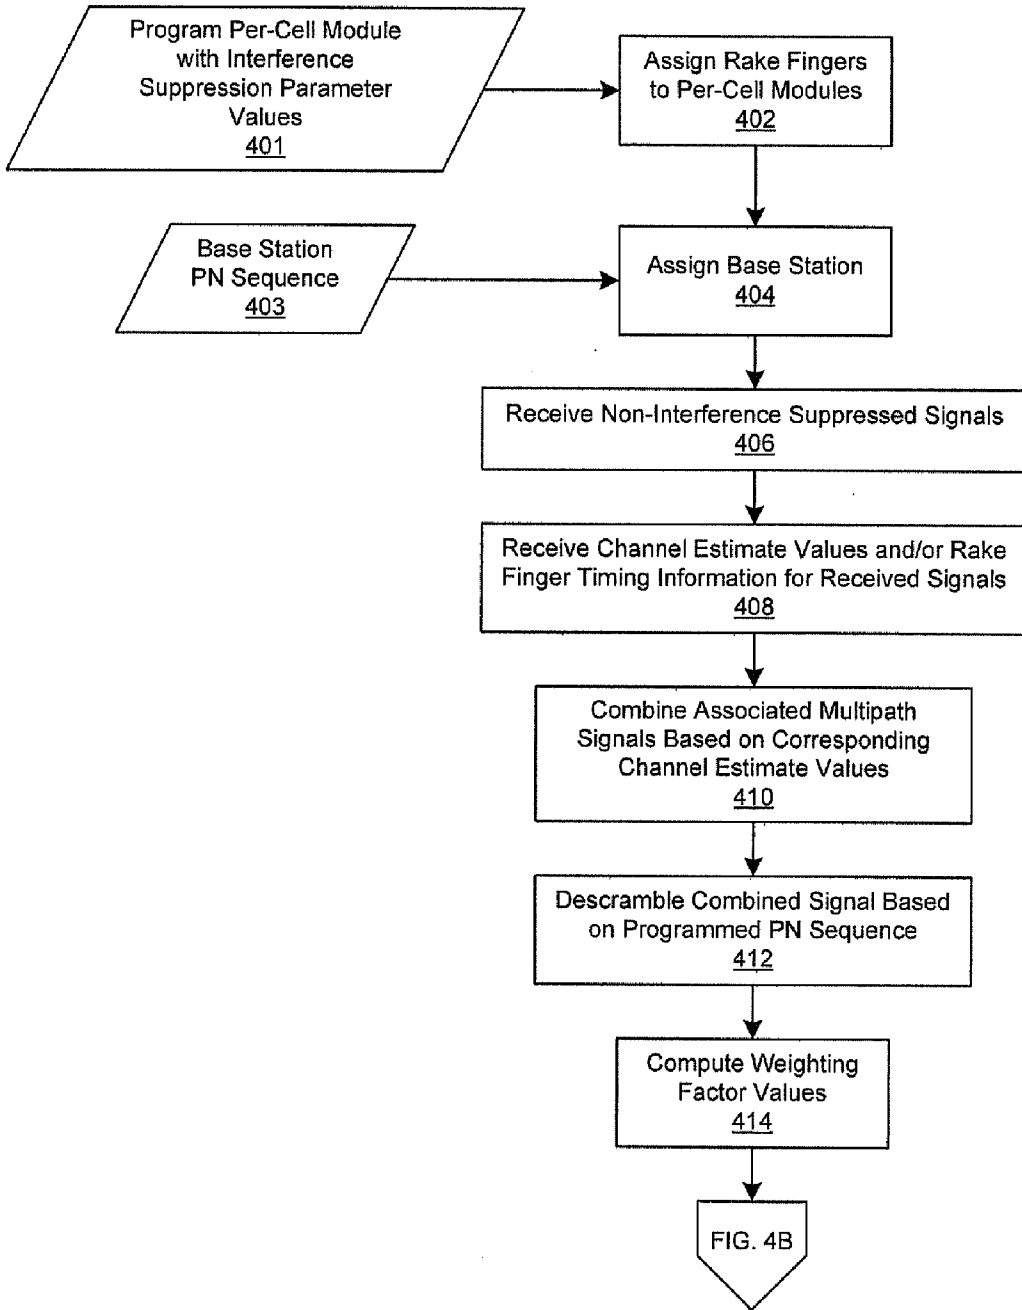 Program Per-Cell Module
with Interference
Suppression Parameter
Values
401
Assign Rake Fingers
to Per-Cell Modules
402
Base Station
PN Sequence
403
Assign Base Station
404
Receive Non-Interference Suppressed Signals
406
Receive Channel Estimate Values and/or Rake
Finger Timing Information for Received Signals
408
Combine Associated Multipath
Signals Based on Corresponding
Channel Estimate Values
410
Descramble Combined Signal Based
on Programmed PN Sequence
412
Compute Weighting
Factor Values
414
FIG. 4B